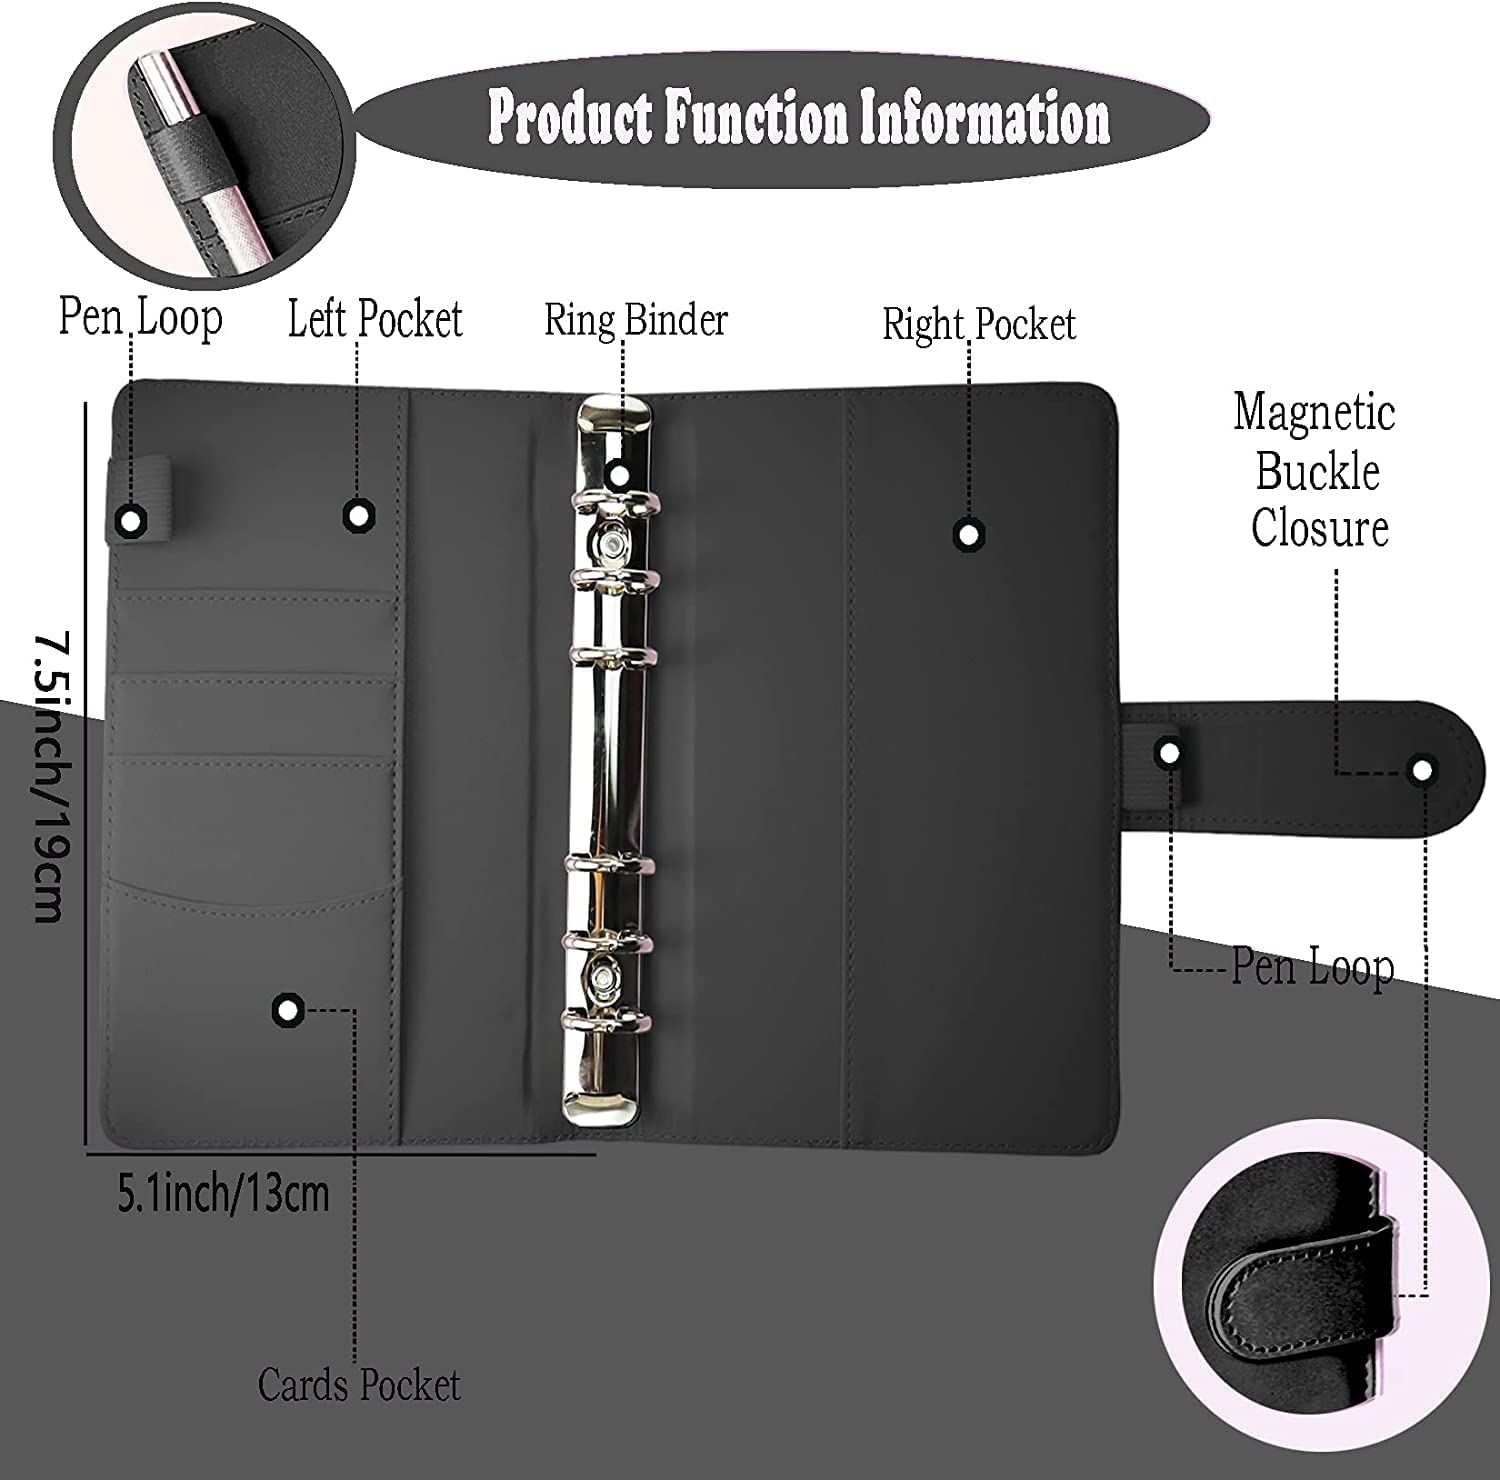 Product Function Information
Pen Loop
Left Pocket
Ring Binder
Right Pocket
Magnetic
Buckle
Closure
7.5inch/19cm
Pen Loop
5.1inch/13cm
Cards Pocket